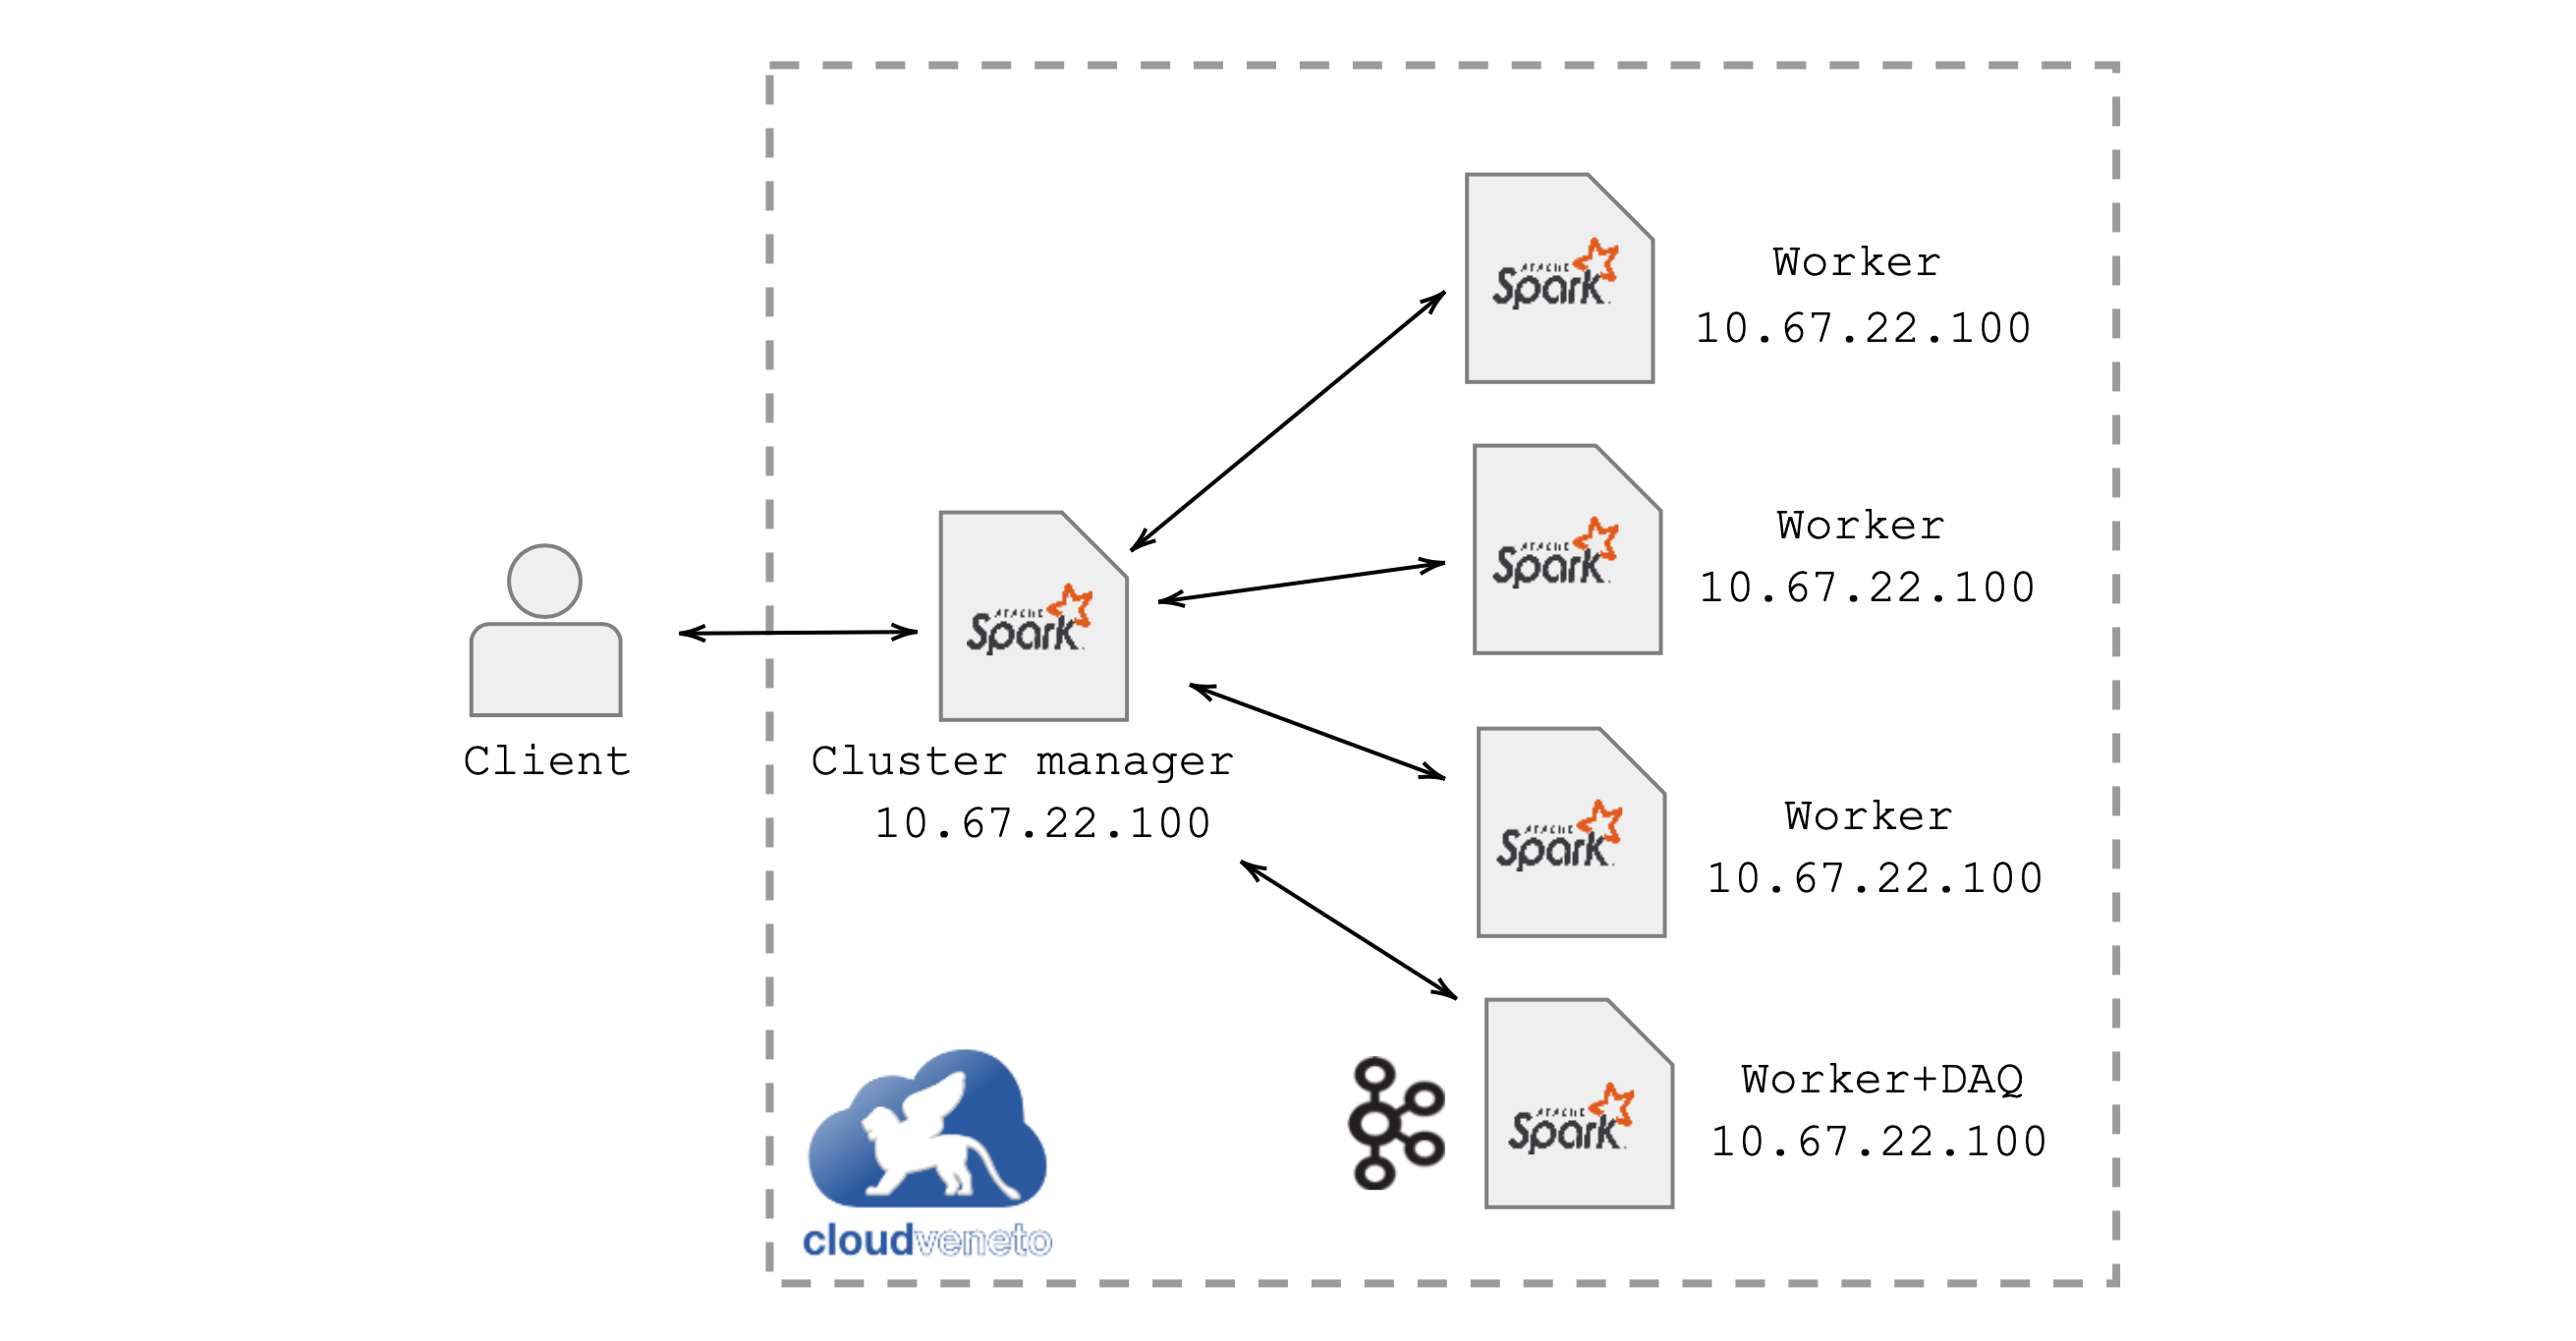 APACHE
Spark
Worker
10.67.22.100
APACHE
Spark
Worker
10.67.22.100
Client
APACHE
Spark
Cluster manager
10.67.22.100
APACHE
Spark
Worker
10.67.22.100
APACHE
Spark
Worker+DAQ
10.67.22.100
cloudveneto